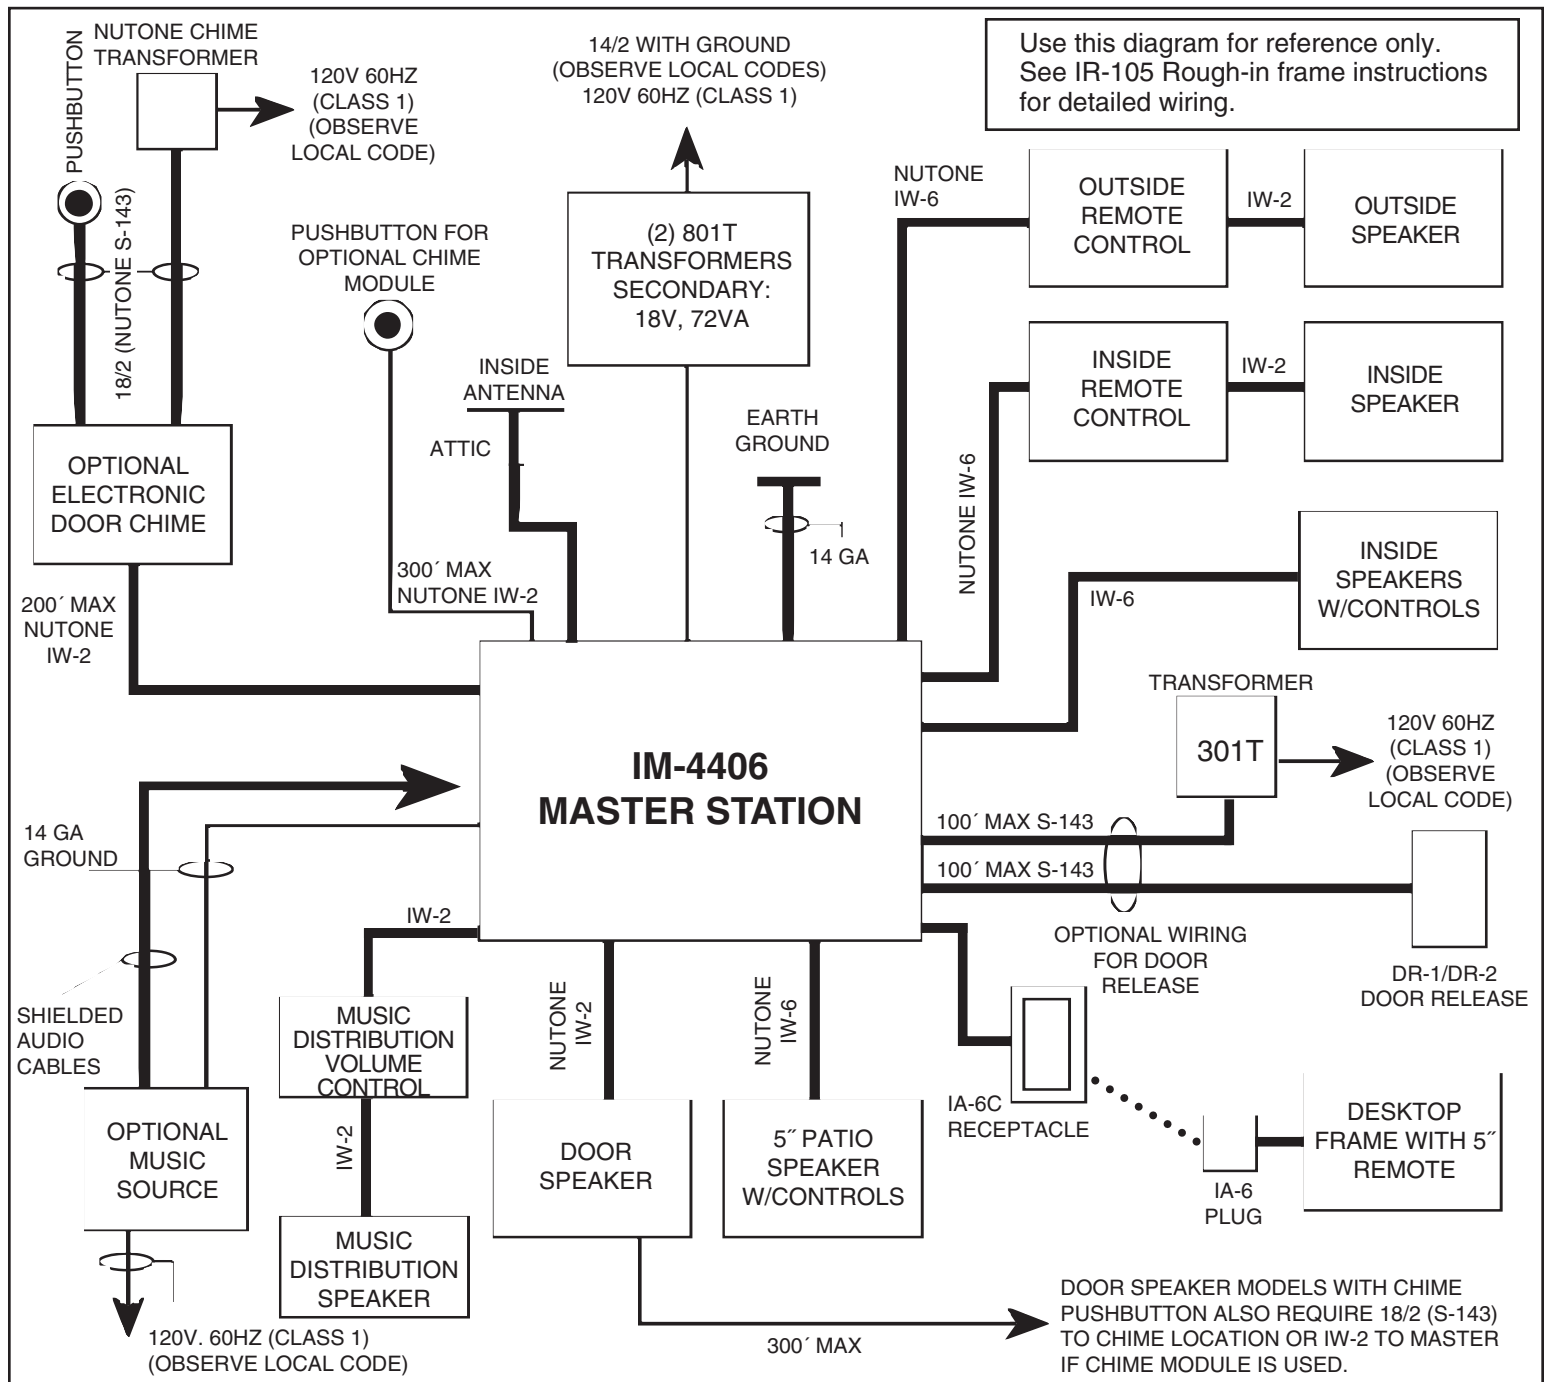 NUTONE CHIME
TRANSFORMER
PUSHBUTTON
120V 60HZ
(CLASS 1)
(OBSERVE
LOCAL CODE)
18/2 (NUTONE S-143)
14/2 WITH GROUND
(OBSERVE LOCAL CODES)
120V 60HZ (CLASS 1)
Use this diagram for reference only.
See IR-105 Rough-in frame instructions
for detailed wiring.
PUSHBUTTON FOR
OPTIONAL CHIME
MODULE
(2) 801T
TRANSFORMERS
SECONDARY:
18V, 72VA
NUTONE
IW-6
OUTSIDE
REMOTE
CONTROL
IW-2
OUTSIDE
SPEAKER
INSIDE
ANTENNA
ATTIC
EARTH
GROUND
14 GA
INSIDE
REMOTE
CONTROL
IW-2
INSIDE
SPEAKER
NUTONE IW-6
OPTIONAL
ELECTRONIC
DOOR CHIME
300´ MAX
NUTONE IW-2
200´ MAX
NUTONE
IW-2
INSIDE
SPEAKERS
W/CONTROLS
IW-6
TRANSFORMER
301T
120V 60HZ
(CLASS 1)
(OBSERVE
LOCAL CODE)
IM-4406
MASTER STATION
14 GA
GROUND
100´ MAX S-143
100´ MAX S-143
OPTIONAL WIRING
FOR DOOR
RELEASE
DR-1/DR-2
DOOR RELEASE
IW-2
SHIELDED
AUDIO
CABLES
MUSIC
DISTRIBUTION
VOLUME
CONTROL
NUTONE
IW-2
NUTONE
IW-6
IA-6C
RECEPTACLE
OPTIONAL
MUSIC
SOURCE
IW-2
DOOR
SPEAKER
5˝ PATIO
SPEAKER
W/CONTROLS
DESKTOP
FRAME WITH 5˝
REMOTE
IA-6
PLUG
MUSIC
DISTRIBUTION
SPEAKER
120V. 60HZ (CLASS 1)
(OBSERVE LOCAL CODE)
300´ MAX
DOOR SPEAKER MODELS WITH CHIME
PUSHBUTTON ALSO REQUIRE 18/2 (S-143)
TO CHIME LOCATION OR IW-2 TO MASTER
IF CHIME MODULE IS USED.